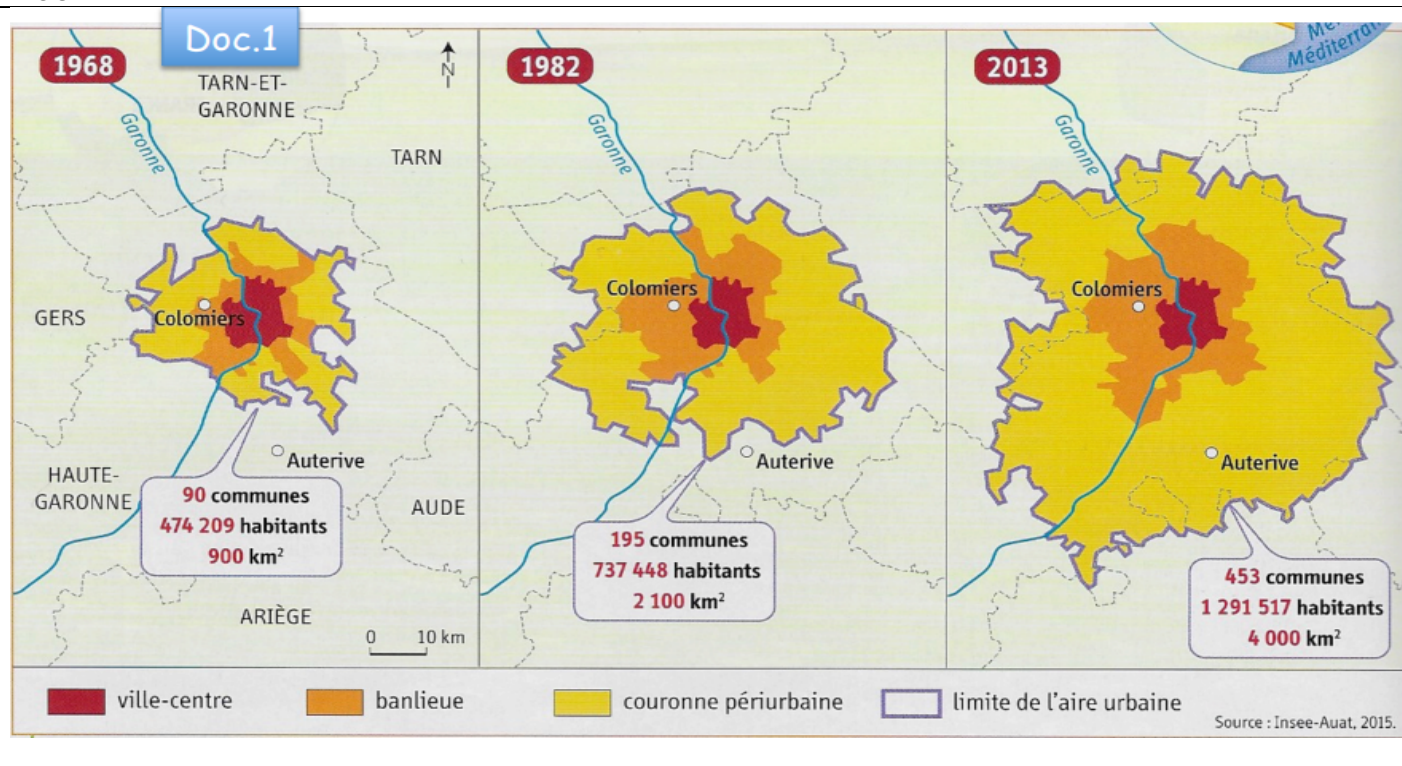 Doc.1
1968
TARN-ET-
GARONNE
N
Garonne
TARN
GERS
Colomiers
HAUTE-
GARONNE
Auterive
AUDE
90 communes
474 209 habitants
900 km²
ARIÈGE
0 10 km
1982
Garonne
Colomiers
Auterive
195 communes
737 448 habitants
2 100 km²
2013
Garonne
Colomiers
Auterive
453 communes
1 291 517 habitants
4 000 km²
ville-centre
banlieue
couronne périurbaine
limite de l'aire urbaine
Source : Insee-Auat, 2015.